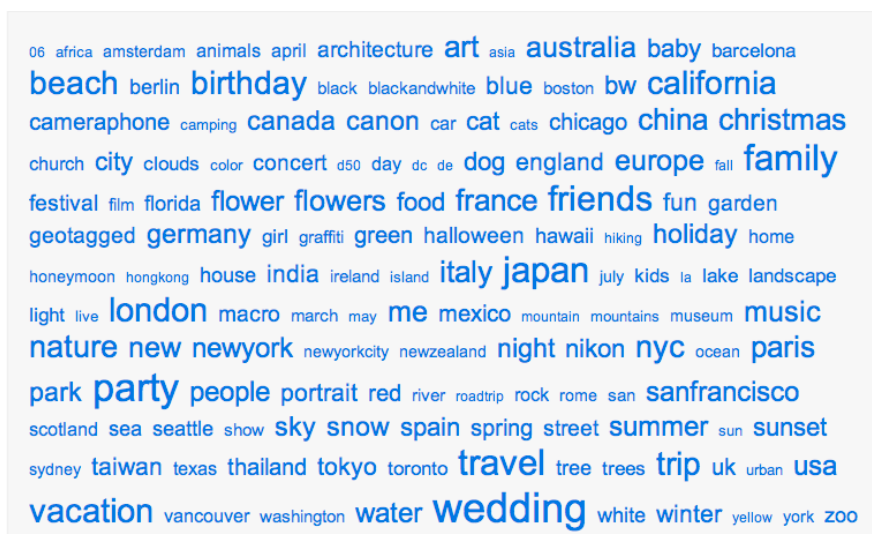 06 africa amsterdam animals april architecture art asia australia baby barcelona
beach berlin birthday black blackandwhite blue boston bw california
cameraphone camping canada canon car cat cats chicago china christmas
church city clouds color concert d50 day dc de dog england europe fall family
festival film florida flower flowers food france friends fun garden
geotagged germany girl graffiti green halloween hawaii hiking holiday home
honeymoon hongkong house india ireland island italy japan july kids la lake landscape
light live london macro march may me mexico mountain mountains museum music
nature new newyork newyorkcity newzealand night nikon nyc ocean paris
park party people portrait red river roadtrip rock rome san sanfrancisco
scotland sea seattle show sky snow spain spring street summer sun sunset
sydney taiwan texas thailand tokyo toronto travel tree trees trip uk urban usa
vacation vancouver washington water wedding white winter yellow york zoo